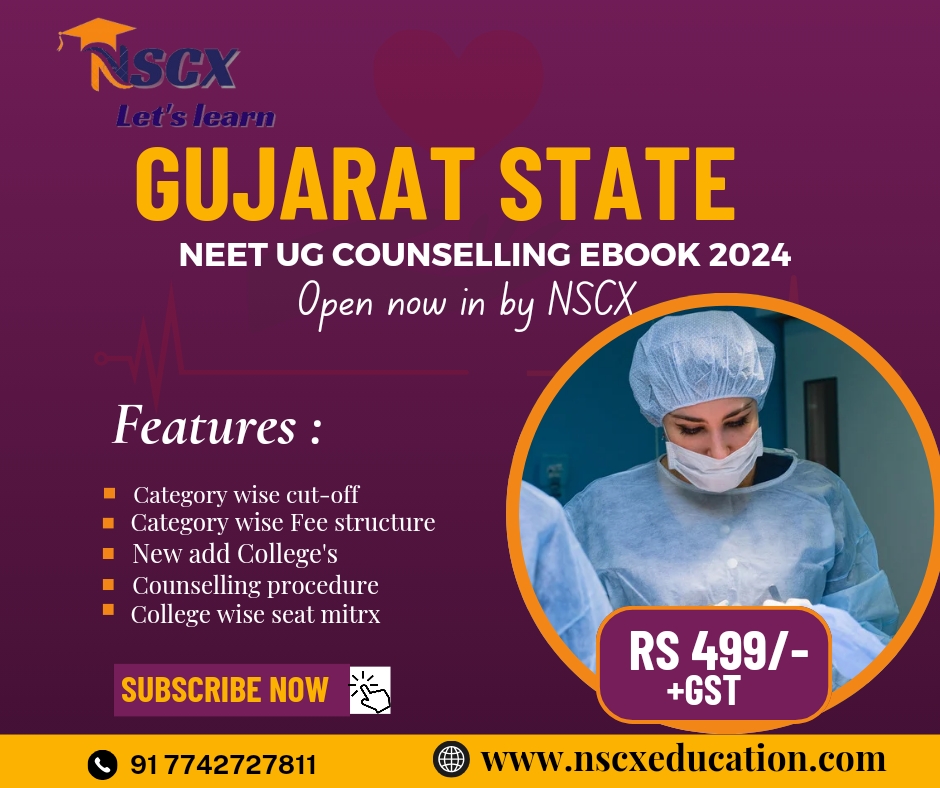 NSCX
Let's learn
GUJARAT STATE
NEET UG COUNSELLING EBOOK 2024
Open now in by NSCX
Features :
Category wise cut-off
Category wise Fee structure
New add College's
Counselling procedure
College wise seat mitrx
RS 499/-
+GST
SUBSCRIBE NOW
91 7742727811
www.nscxeducation.com